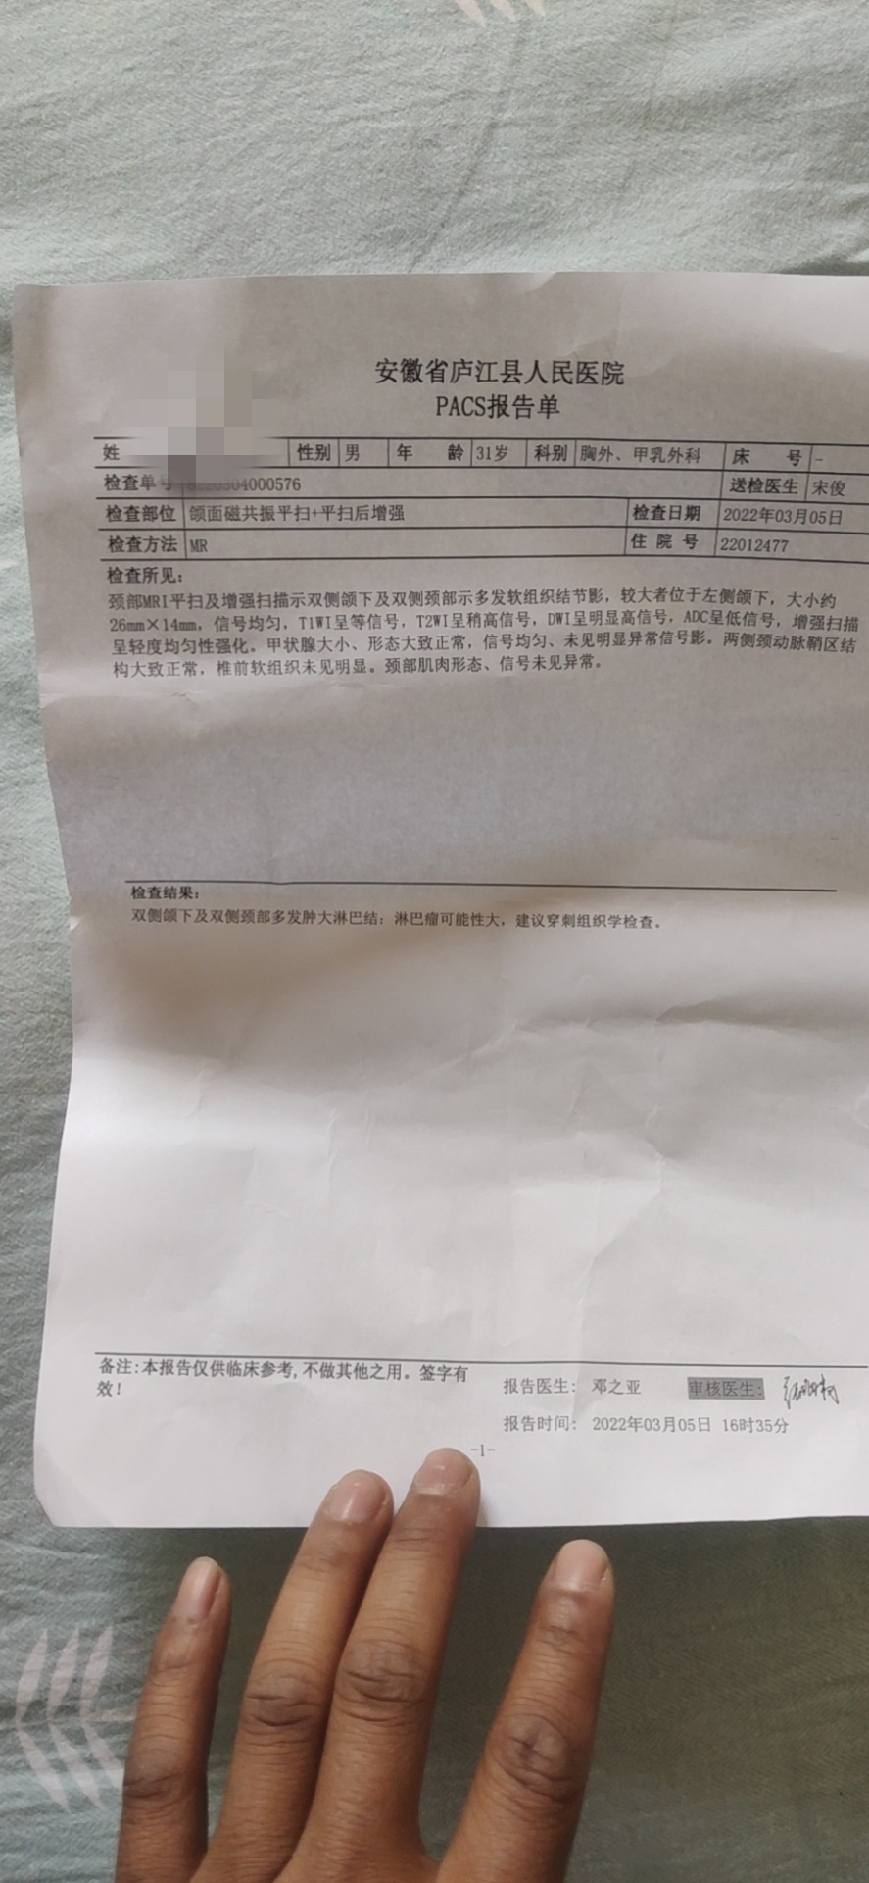 安徽省庐江县人民医院
PACS报告单
姓 性别 男 年 龄 31岁 科别 胸外、甲乳外科 床 号 -
检查单号 0304000576 送检医生 宋俊
检查部位 颌面磁共振平扫+平扫后增强 检查日期 2022年03月05日
检查方法 MR 住 院 号 22012477
检查所见：
颈部MRI平扫及增强扫描示双侧颌下及双侧颈部示多发软组织结节影，较大者位于左侧颌下，大小约
26mm×14mm，信号均匀，T1WI呈等信号，T2WI呈稍高信号，DWI呈明显高信号，ADC呈低信号，增强扫描
呈轻度均匀性强化。甲状腺大小、形态大致正常，信号均匀、未见明显异常信号影。两侧颈动脉鞘区结
构大致正常，椎前软组织未见明显。颈部肌肉形态、信号未见异常。
检查结果：
双侧颌下及双侧颈部多发肿大淋巴结：淋巴瘤可能性大，建议穿刺组织学检查。
备注:本报告仅供临床参考,不做其他之用。签字有
效！
报告医生： 邓之亚 审核医生：
报告时间： 2022年03月05日 16时35分
-1-